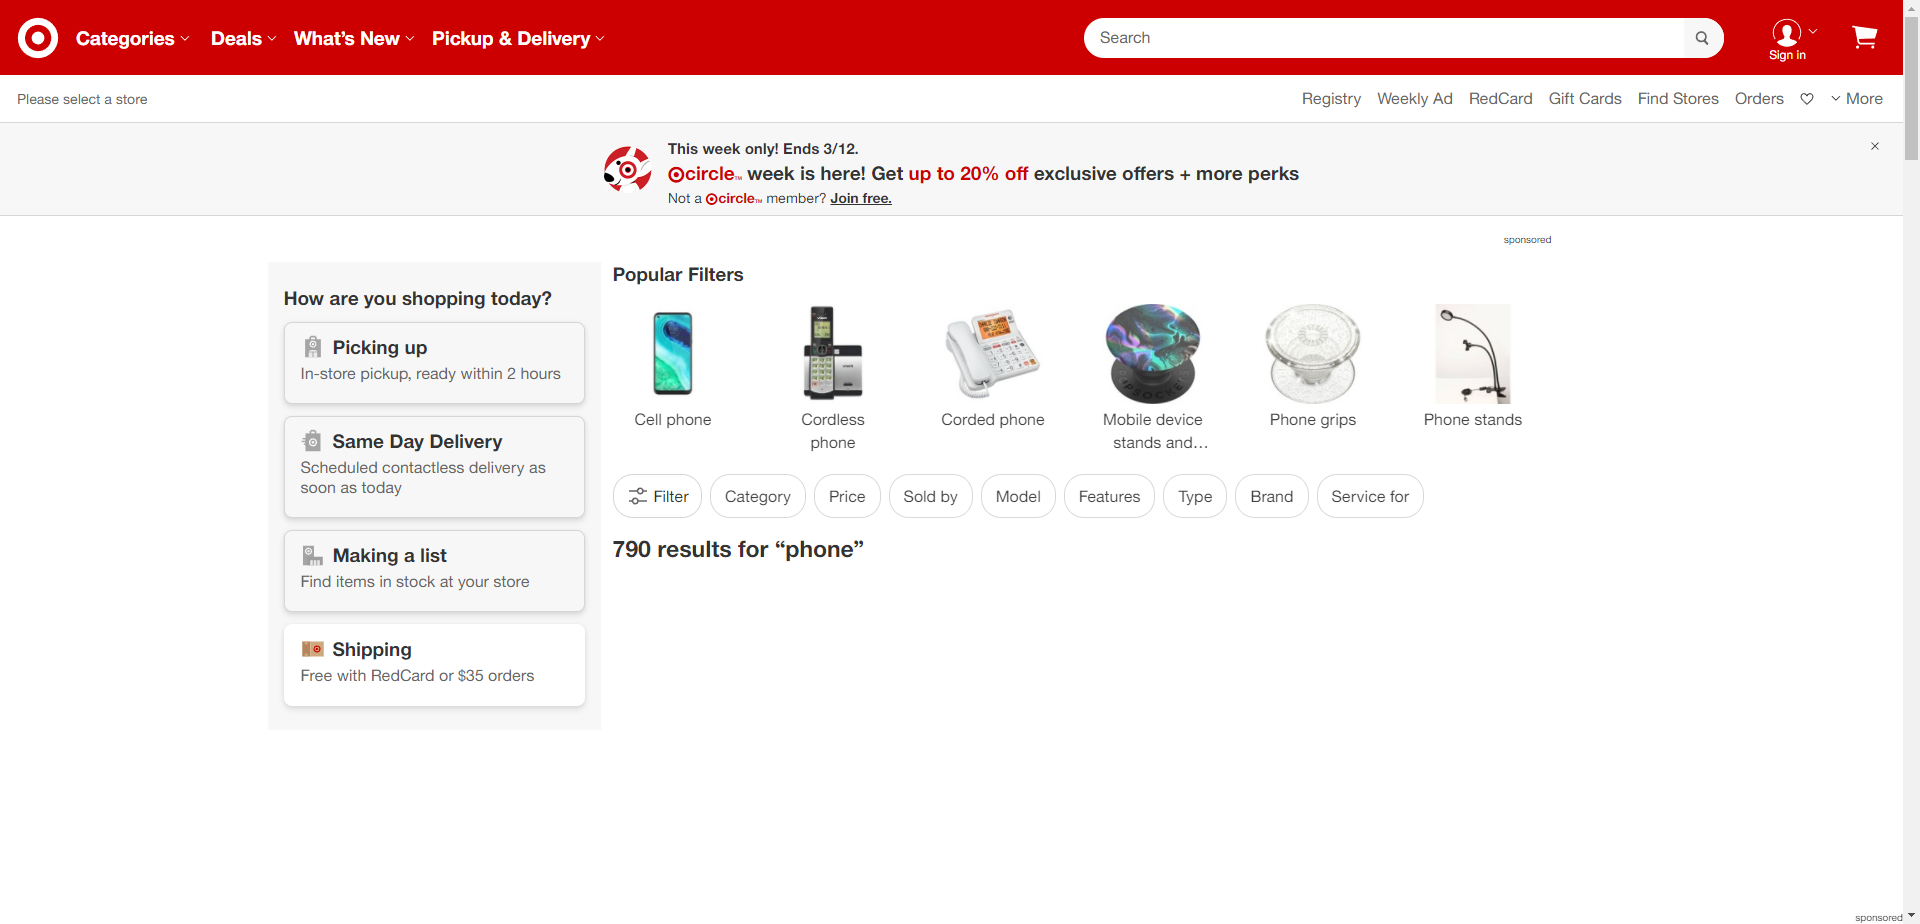 Categories
Deals
What's New
Pickup & Delivery
Search
Sign in
Please select a store
Registry
Weekly Ad
RedCard
Gift Cards
Find Stores
Orders
More
This week only! Ends 3/12.
circle™ week is here! Get up to 20% off exclusive offers + more perks
Not a circle™ member? Join free.
sponsored
How are you shopping today?
Picking up
In-store pickup, ready within 2 hours
Same Day Delivery
Scheduled contactless delivery as
soon as today
Making a list
Find items in stock at your store
Shipping
Free with RedCard or $35 orders
Popular Filters
Cell phone
Cordless
phone
Corded phone
Mobile device
stands and…
Phone grips
Phone stands
Filter
Category
Price
Sold by
Model
Features
Type
Brand
Service for
790 results for “phone”
sponsored